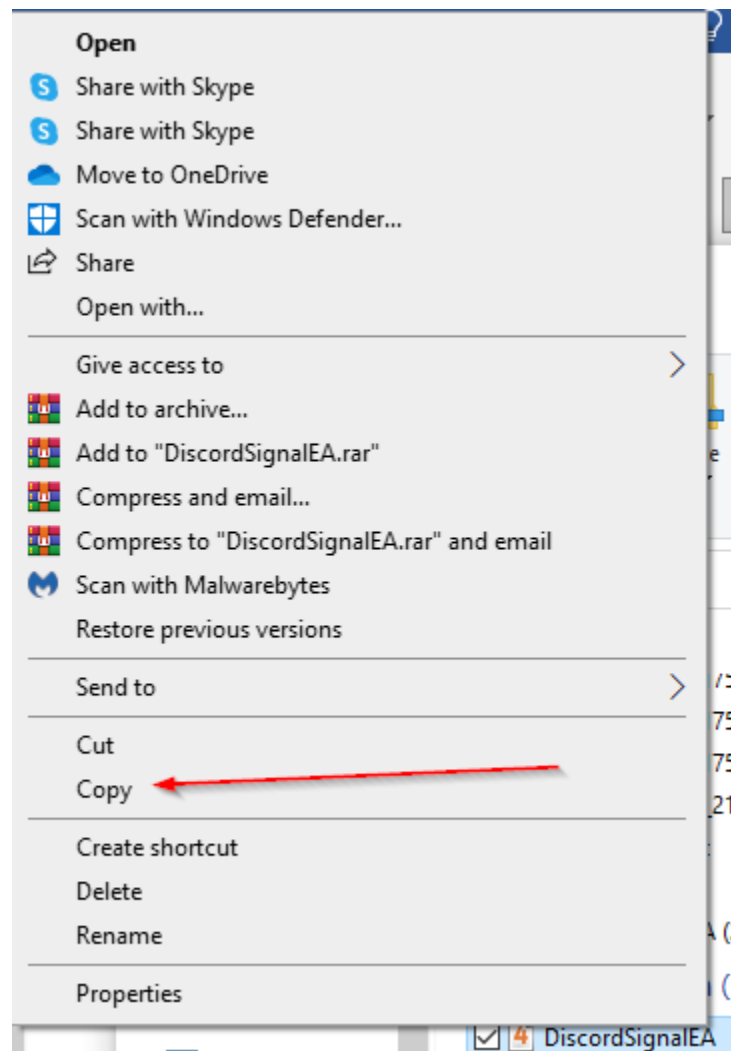 Open
Share with Skype
Share with Skype
Move to OneDrive
Scan with Windows Defender...
Share
Open with...
Give access to
Add to archive...
Add to "DiscordSignalEA.rar"
Compress and email...
Compress to "DiscordSignalEA.rar" and email
Scan with Malwarebytes
Restore previous versions
Send to
Cut
Copy
Create shortcut
Delete
Rename
Properties
DiscordSignalEA